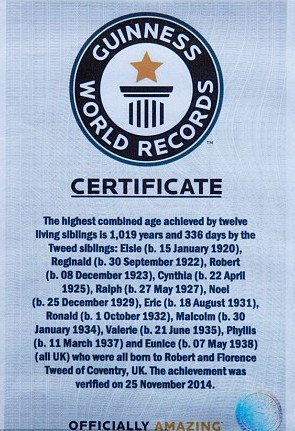 GUINNESS
WORLD RECORDS
TM
CERTIFICATE
The highest combined age achieved by twelve
living siblings is 1,019 years and 336 days by the
Tweed siblings: Elsie (b. 15 January 1920),
Reginald (b. 30 September 1922), Robert
(b. 08 December 1923), Cynthia (b. 22 April
1925), Ralph (b. 27 May 1927), Noel
(b. 25 December 1929), Eric (b. 18 August 1931),
Ronald (b. 1 October 1932), Malcolm (b. 30
January 1934), Valerie (b. 21 June 1935), Phyllis
(b. 11 March 1937) and Eunice (b. 07 May 1938)
(all UK) who were all born to Robert and Florence
Tweed of Coventry, UK. The achievement was
verified on 25 November 2014.
OFFICIALLY AMAZING